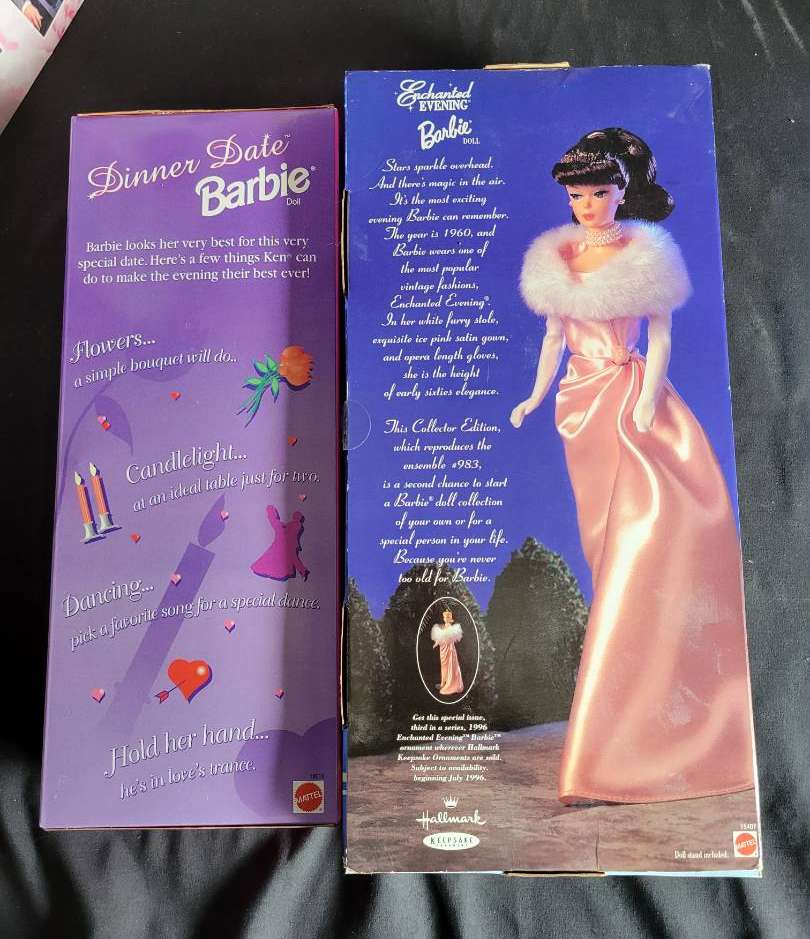 Dinner Date™
Barbie®
Doll
Barbie looks her very best for this very
special date. Here's a few things Ken® can
do to make the evening their best ever!
Flowers...
a simple bouquet will do..
Candlelight...
at an ideal table just for two.
Dancing...
pick a favorite song for a special dance.
Hold her hand...
he's in love's trance.
MATTEL
Enchanted
EVENING®
Barbie®
DOLL
Stars sparkle overhead.
And there's magic in the air.
It's the most exciting
evening Barbie can remember.
The year is 1960, and
Barbie wears one of
the most popular
vintage fashions,
Enchanted Evening®.
In her white furry stole,
exquisite ice pink satin gown,
and opera length gloves,
she is the height
of early sixties elegance.
This Collector Edition,
which reproduces the
ensemble #983,
is a second chance to start
a Barbie® doll collection
of your own or for a
special person in your life.
Because you're never
too old for Barbie.
Get this special issue,
third in a series, 1996
Enchanted Evening™ Barbie™
ornament wherever Hallmark
Keepsake Ornaments are sold.
Subject to availability.
beginning July 1996.
Hallmark
KEEPSAKE
15407
MATTEL
Doll stand included.